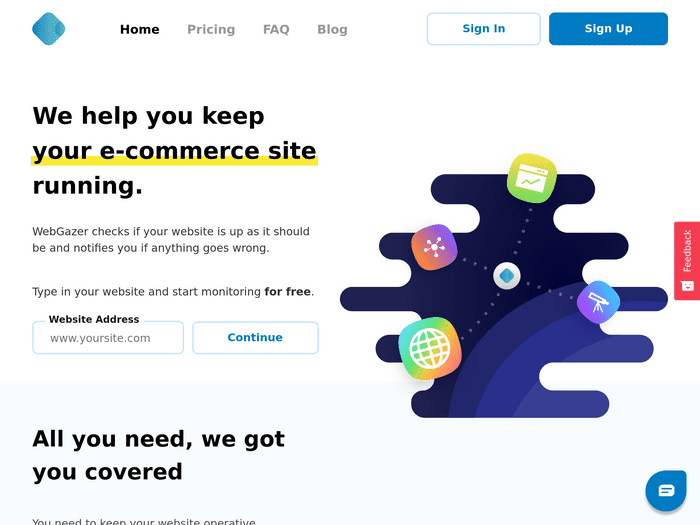 Home
Pricing
FAQ
Blog
Sign In
Sign Up
We help you keep
your e-commerce site
running.
WebGazer checks if your website is up as it should
be and notifies you if anything goes wrong.
Type in your website and start monitoring for free.
Website Address
www.yoursite.com
Continue
Feedback
All you need, we got
you covered
You need to keep your website operative